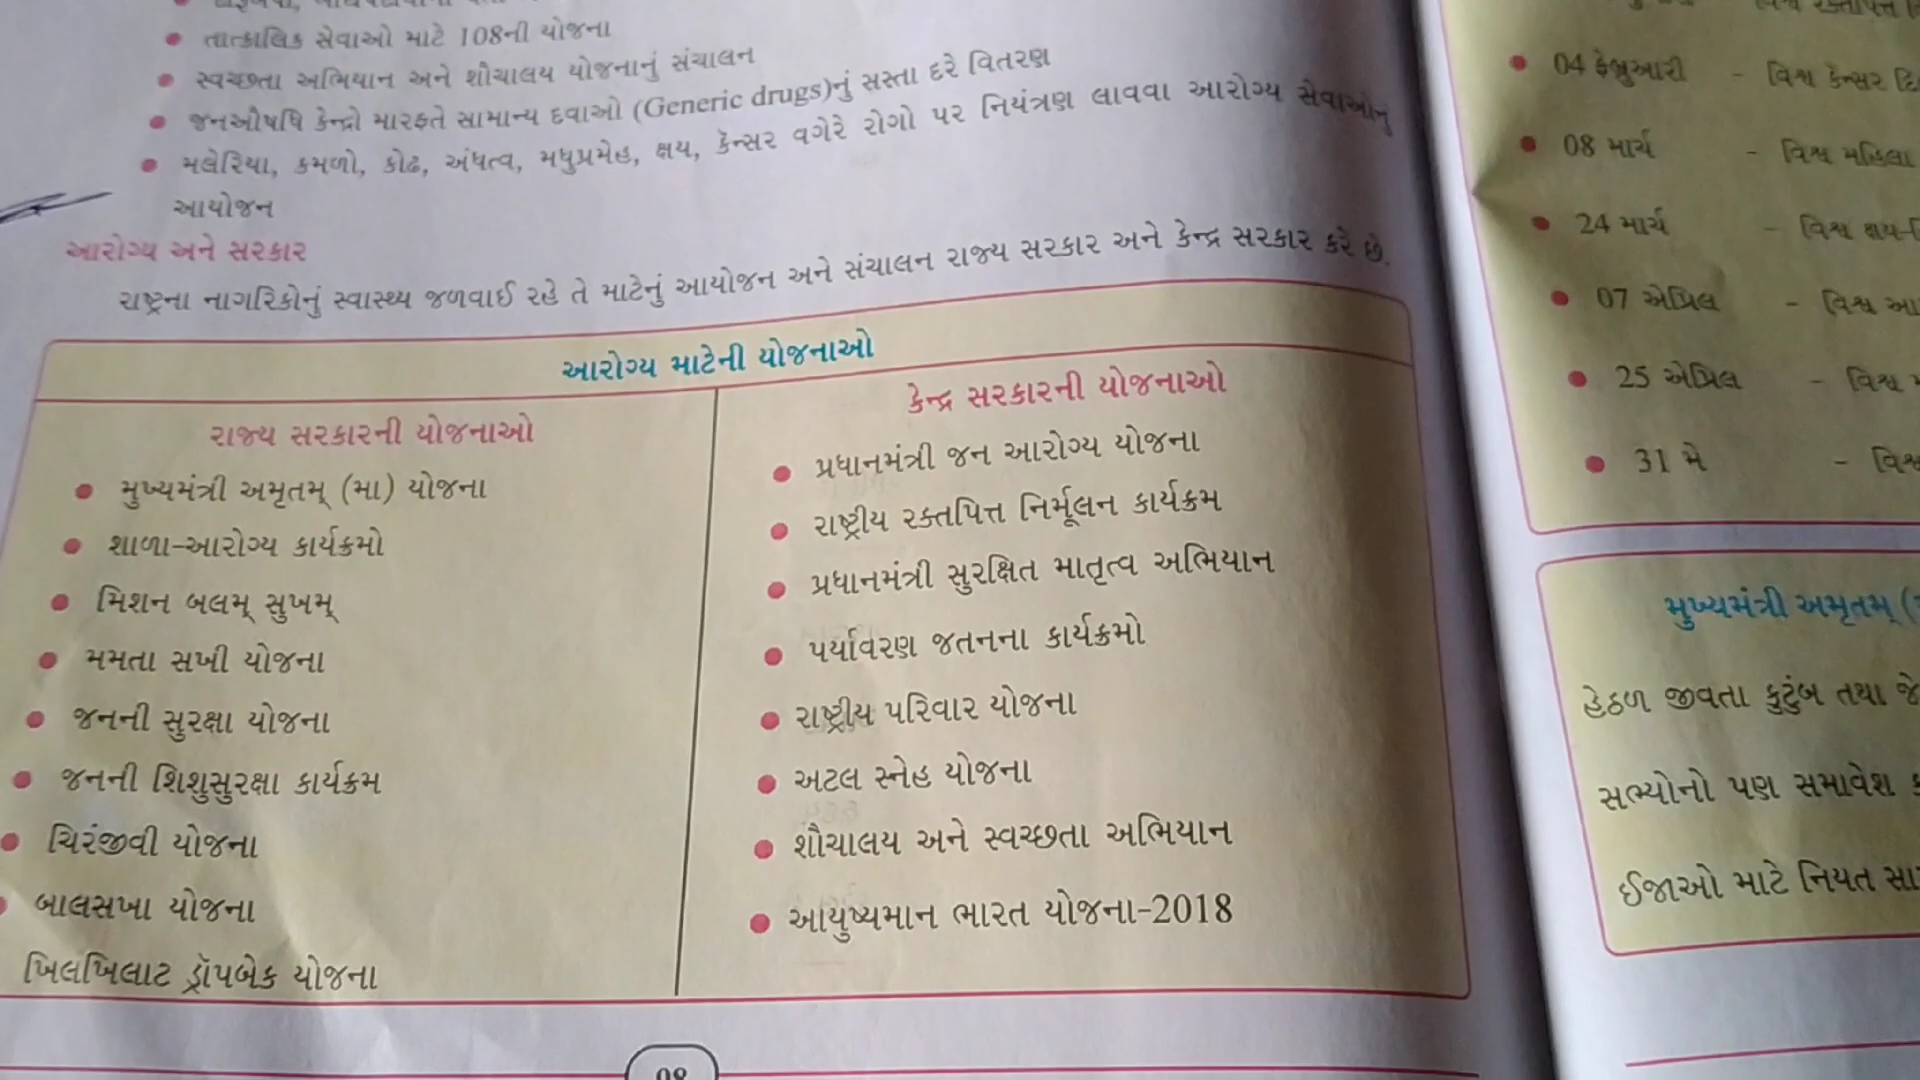 તાત્કાલિક સેવાઓ માટે 108ની યોજના
સ્વચ્છતા અભિયાન અને શૌચાલય યોજનાનું સંચાલન
જનઔષધિ કેન્દ્રો મારફતે સામાન્ય દવાઓ (Generic drugs)નું સસ્તા દરે વિતરણ
મલેરિયા, કમળો, કોઢ, અંધત્વ, મધુપ્રમેહ, ક્ષય, કૅન્સર વગેરે રોગો પર નિયંત્રણ લાવવા આરોગ્ય સેવાઓનું
આયોજન
આરોગ્ય અને સરકાર
રાષ્ટ્રના નાગરિકોનું સ્વાસ્થ્ય જળવાઈ રહે તે માટેનું આયોજન અને સંચાલન રાજ્ય સરકાર અને કેન્દ્ર સરકાર કરે છે.
આરોગ્ય માટેની યોજનાઓ
રાજ્ય સરકારની યોજનાઓ
મુખ્યમંત્રી અમૃતમ્ (મા) યોજના
શાળા-આરોગ્ય કાર્યક્રમો
મિશન બલમ્ સુખમ્
મમતા સખી યોજના
જનની સુરક્ષા યોજના
જનની શિશુસુરક્ષા કાર્યક્રમ
ચિરંજીવી યોજના
બાલસખા યોજના
ખિલખિલાટ ડ્રૉપબેક યોજના
કેન્દ્ર સરકારની યોજનાઓ
પ્રધાનમંત્રી જન આરોગ્ય યોજના
રાષ્ટ્રીય રક્તપિત્ત નિર્મૂલન કાર્યક્રમ
પ્રધાનમંત્રી સુરક્ષિત માતૃત્વ અભિયાન
પર્યાવરણ જતનના કાર્યક્રમો
રાષ્ટ્રીય પરિવાર યોજના
અટલ સ્નેહ યોજના
શૌચાલય અને સ્વચ્છતા અભિયાન
આયુષ્યમાન ભારત યોજના-2018
08
04 ફેબ્રુઆરી - વિશ્વ કૅન્સર
08 માર્ચ - વિશ્વ મહિલા
24 માર્ચ - વિશ્વ ક્ષય-
07 એપ્રિલ - વિશ્વ
25 એપ્રિલ - વિશ્વ
31 મે - વિશ્વ
મુખ્યમંત્રી અમૃતમ્
હેઠળ જીવતા કુટુંબ તથા
સભ્યોનો પણ સમાવેશ
ઈજાઓ માટે નિયત